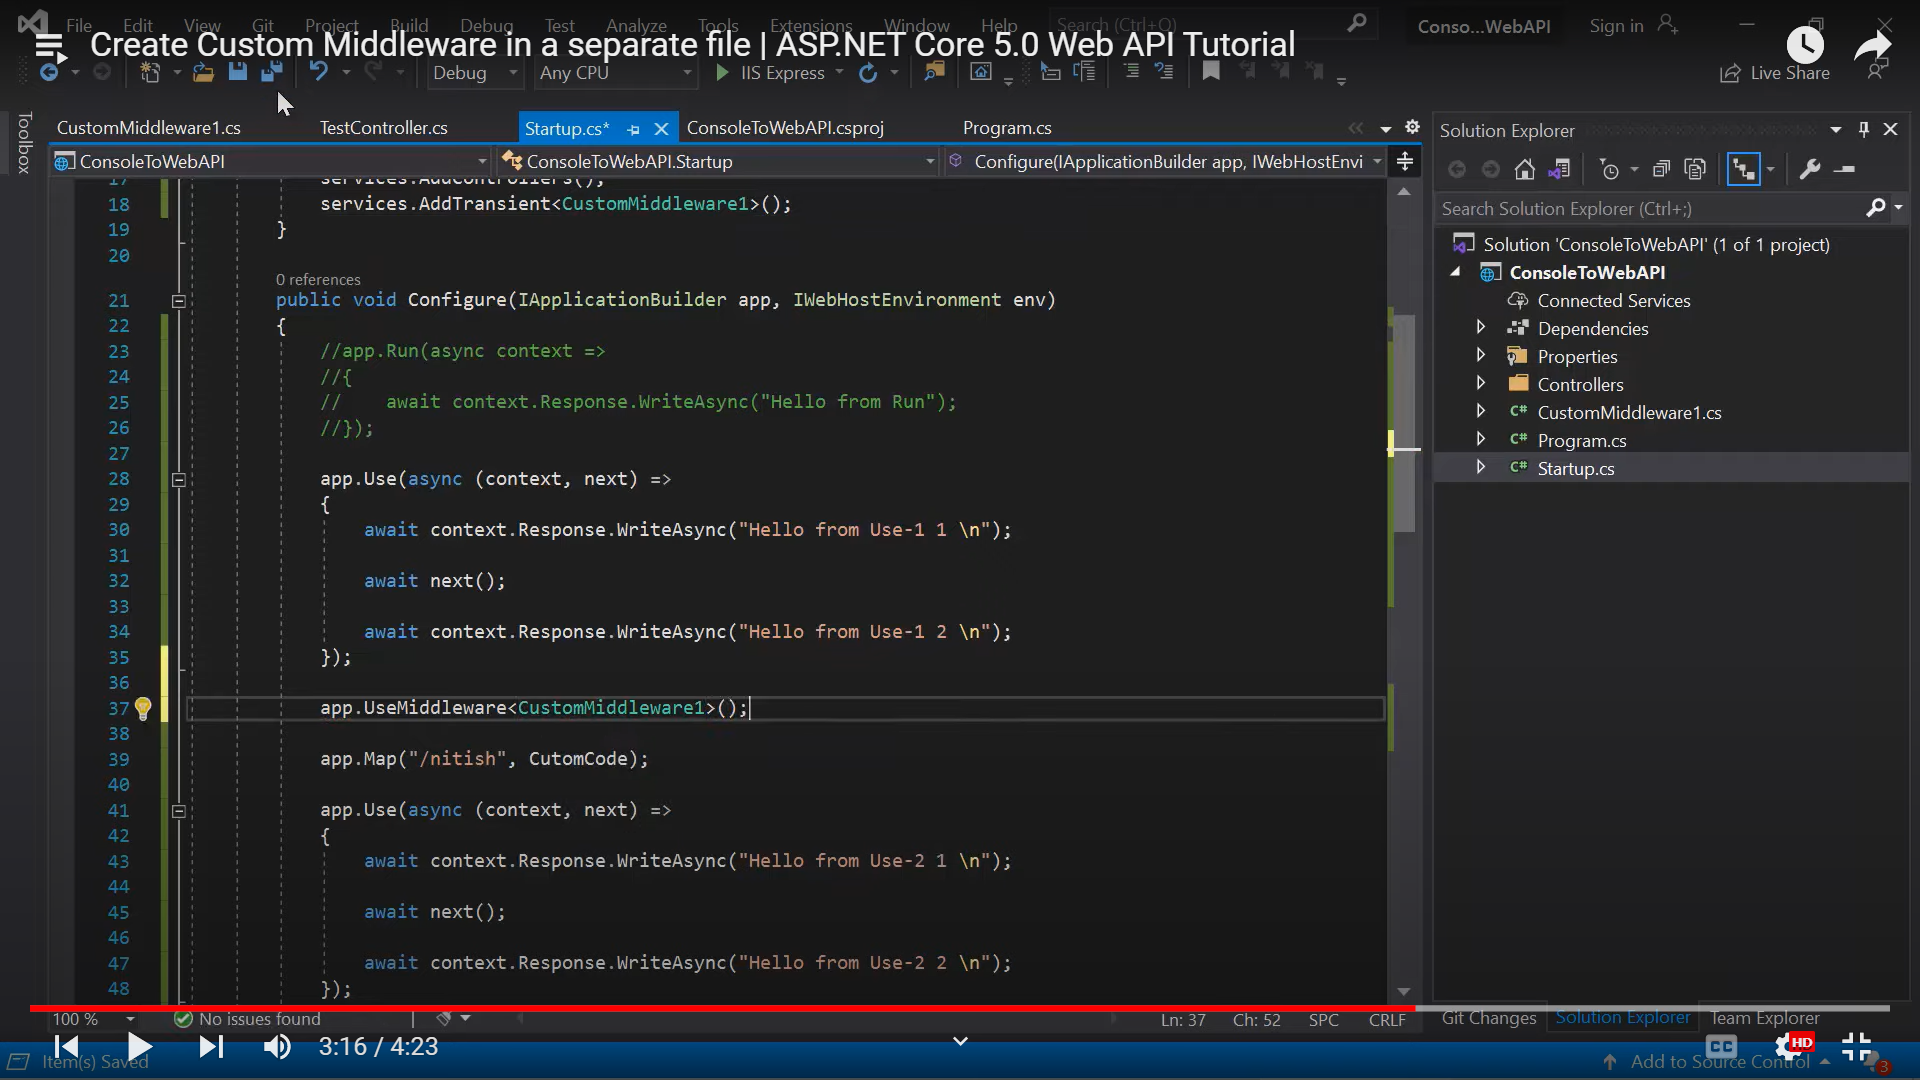 File Edit View Git Project Build Debug Test Analyze Tools Extensions Window Help Search (Ctrl+Q) Conso...WebAPI Sign in
Create Custom Middleware in a separate file | ASP.NET Core 5.0 Web API Tutorial
Debug Any CPU IIS Express Live Share
Toolbox
CustomMiddleware1.cs TestController.cs Startup.cs* ConsoleToWebAPI.csproj Program.cs
ConsoleToWebAPI ConsoleToWebAPI.Startup Configure(IApplicationBuilder app, IWebHostEnvi
17 services.AddControllers();
18 services.AddTransient<CustomMiddleware1>();
19 }
20
0 references
21 public void Configure(IApplicationBuilder app, IWebHostEnvironment env)
22 {
23 //app.Run(async context =>
24 //{
25 // await context.Response.WriteAsync("Hello from Run");
26 //});
27
28 app.Use(async (context, next) =>
29 {
30 await context.Response.WriteAsync("Hello from Use-1 1 \n");
31
32 await next();
33
34 await context.Response.WriteAsync("Hello from Use-1 2 \n");
35 });
36
37 app.UseMiddleware<CustomMiddleware1>();
38
39 app.Map("/nitish", CutomCode);
40
41 app.Use(async (context, next) =>
42 {
43 await context.Response.WriteAsync("Hello from Use-2 1 \n");
44
45 await next();
46
47 await context.Response.WriteAsync("Hello from Use-2 2 \n");
48 });
Solution Explorer
Search Solution Explorer (Ctrl+;)
Solution 'ConsoleToWebAPI' (1 of 1 project)
ConsoleToWebAPI
Connected Services
Dependencies
Properties
Controllers
C# CustomMiddleware1.cs
C# Program.cs
C# Startup.cs
100 % No issues found Ln: 37 Ch: 52 SPC CRLF Git Changes Solution Explorer Team Explorer
3:16 / 4:23 CC HD
Item(s) Saved Add to Source Control 3